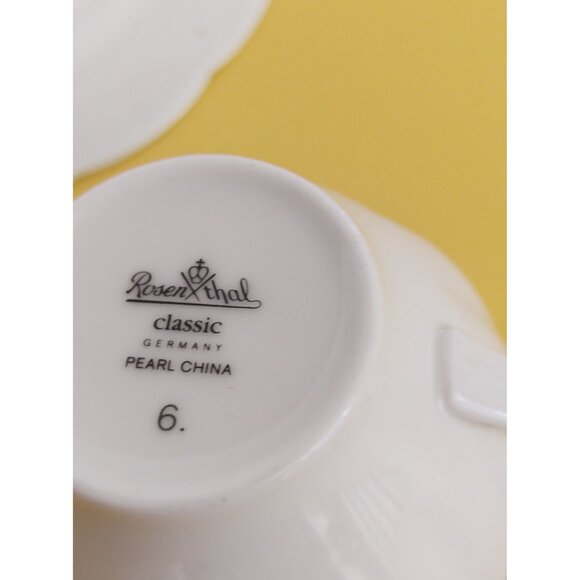 Rosenthal
classic
GERMANY
PEARL CHINA
6.